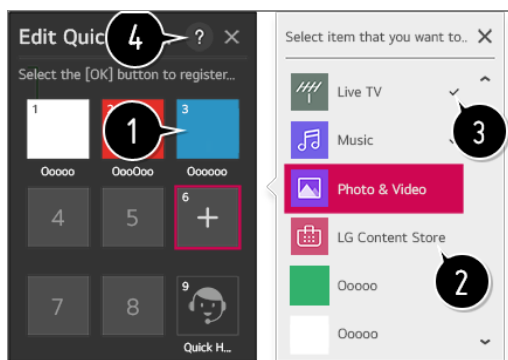 Edit Quic
4
?
Select the [OK] button to register...
1
2
3
1
Ooooo
OooOoo
Oooooo
4
5
6
7
8
9
Quick H...
Select item that you want to..
Live TV
3
Music
Photo & Video
LG Content Store
2
Ooooo
Ooooo